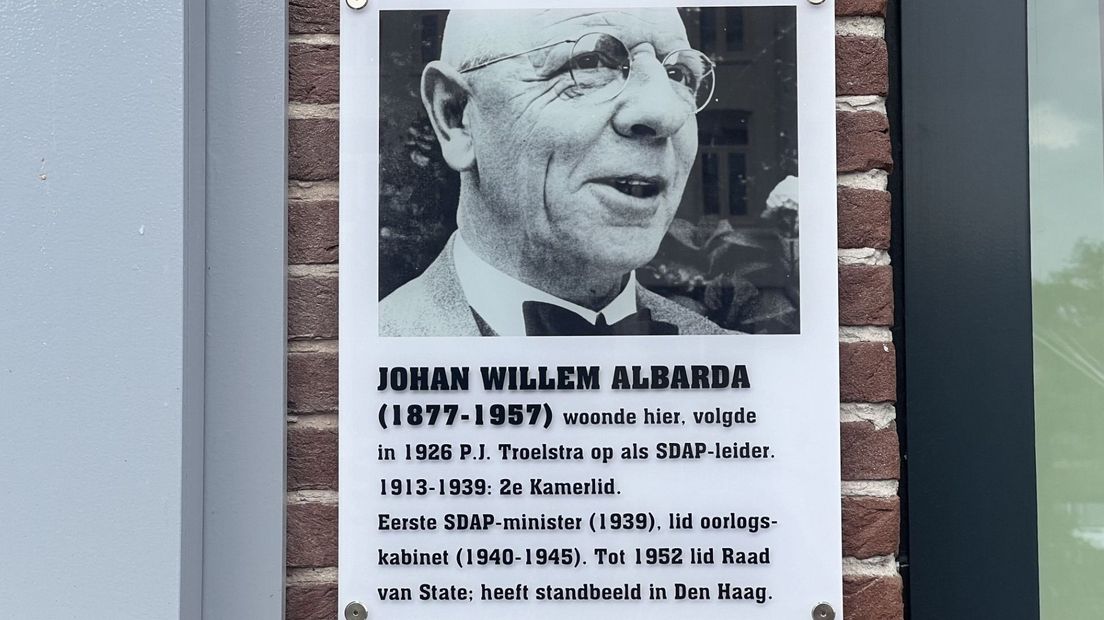 JOHAN WILLEM ALBARDA
(1877-1957) woonde hier, volgde
in 1926 P.J. Troelstra op als SDAP-leider.
1913-1939: 2e Kamerlid.
Eerste SDAP-minister (1939), lid oorlogs-
kabinet (1940-1945). Tot 1952 lid Raad
van State; heeft standbeeld in Den Haag.